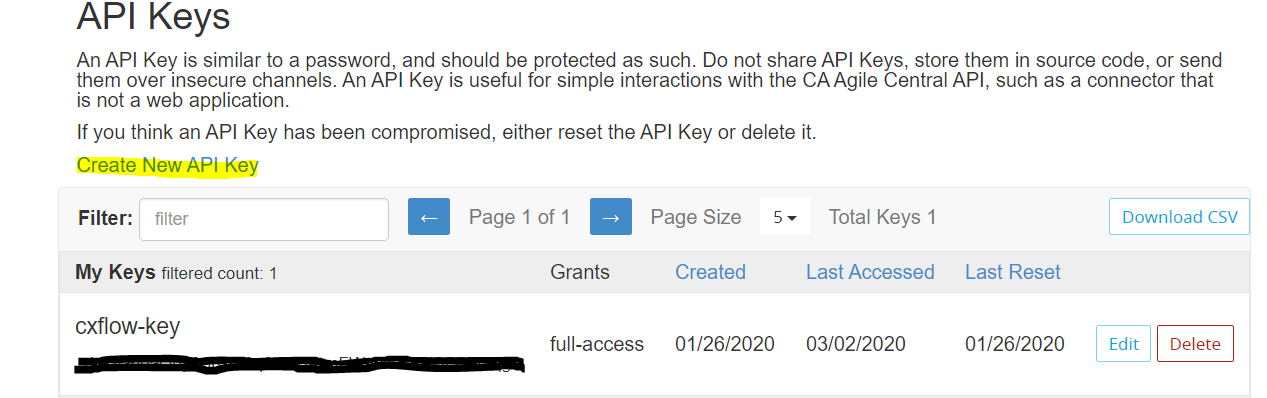 API Keys
An API Key is similar to a password, and should be protected as such. Do not share API Keys, store them in source code, or send
them over insecure channels. An API Key is useful for simple interactions with the CA Agile Central API, such as a connector that
is not a web application.
If you think an API Key has been compromised, either reset the API Key or delete it.
Create New API Key
Filter: filter ← Page 1 of 1 → Page Size 5 Total Keys 1 Download CSV
My Keys filtered count: 1 Grants Created Last Accessed Last Reset
cxflow-key
full-access 01/26/2020 03/02/2020 01/26/2020 Edit Delete